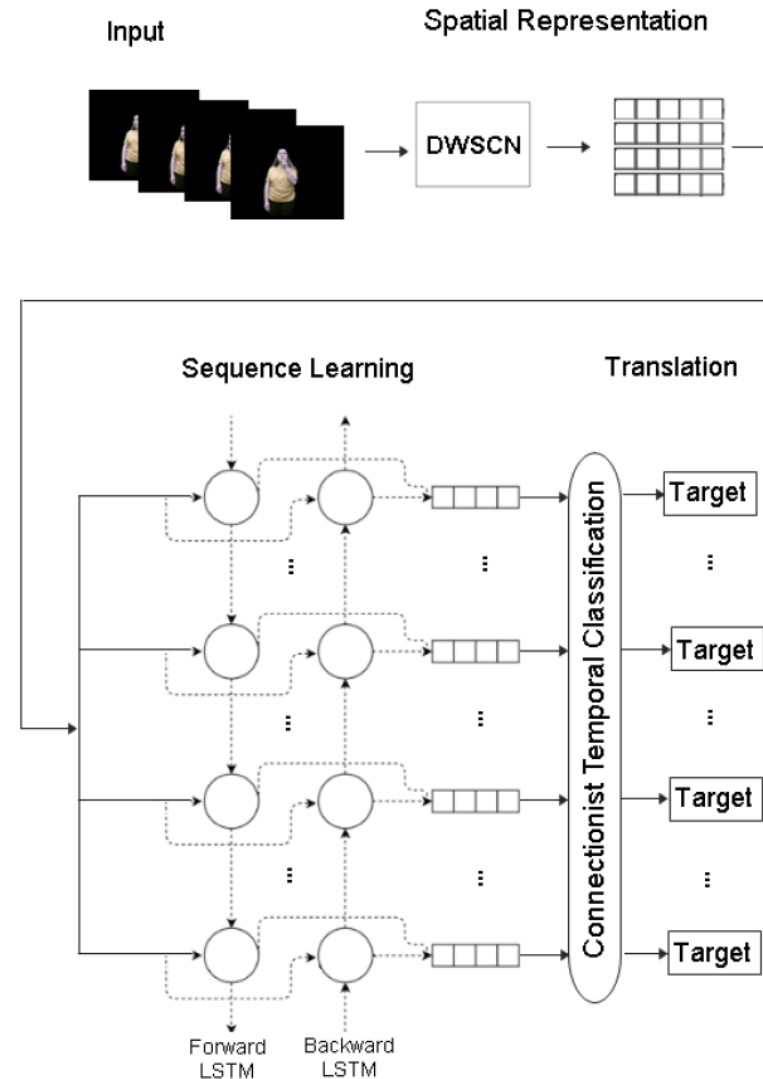 Input
Spatial Representation
DWSCN
Sequence Learning
Translation
Target
...
...
...
Target
...
...
...
Target
...
...
...
Target
Connectionist Temporal Classification
Forward
LSTM
Backward
LSTM